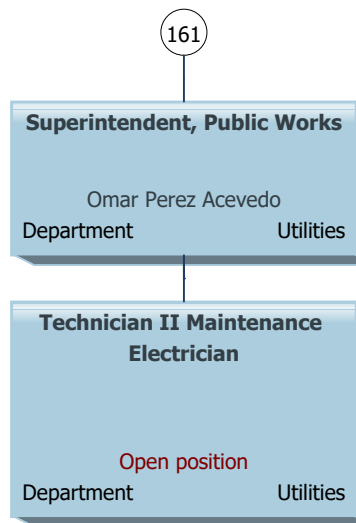 161
Superintendent, Public Works
Omar Perez Acevedo
Department Utilities
Technician II Maintenance
Electrician
Open position
Department Utilities